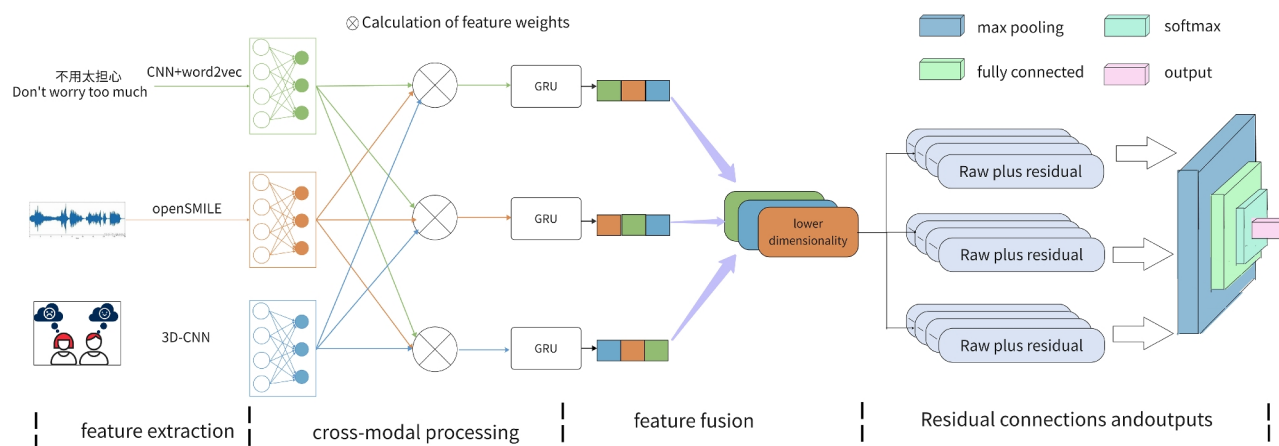 Calculation of feature weights
max pooling
softmax
fully connected
output
不用太担心
Don't worry too much
CNN+word2vec
GRU
Raw plus residual
openSMILE
GRU
lower
dimensionality
Raw plus residual
3D-CNN
GRU
Raw plus residual
feature extraction
cross-modal processing
feature fusion
Residual connections andoutputs